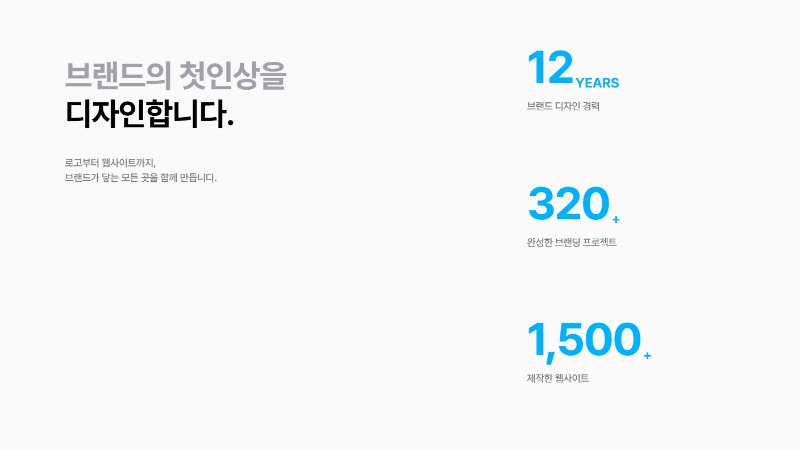 브랜드의 첫인상을
디자인합니다.
로고부터 웹사이트까지,
브랜드가 닿는 모든 곳을 함께 만듭니다.
12 YEARS
브랜드 디자인 경력
320+
완성한 브랜딩 프로젝트
1,500+
제작한 웹사이트